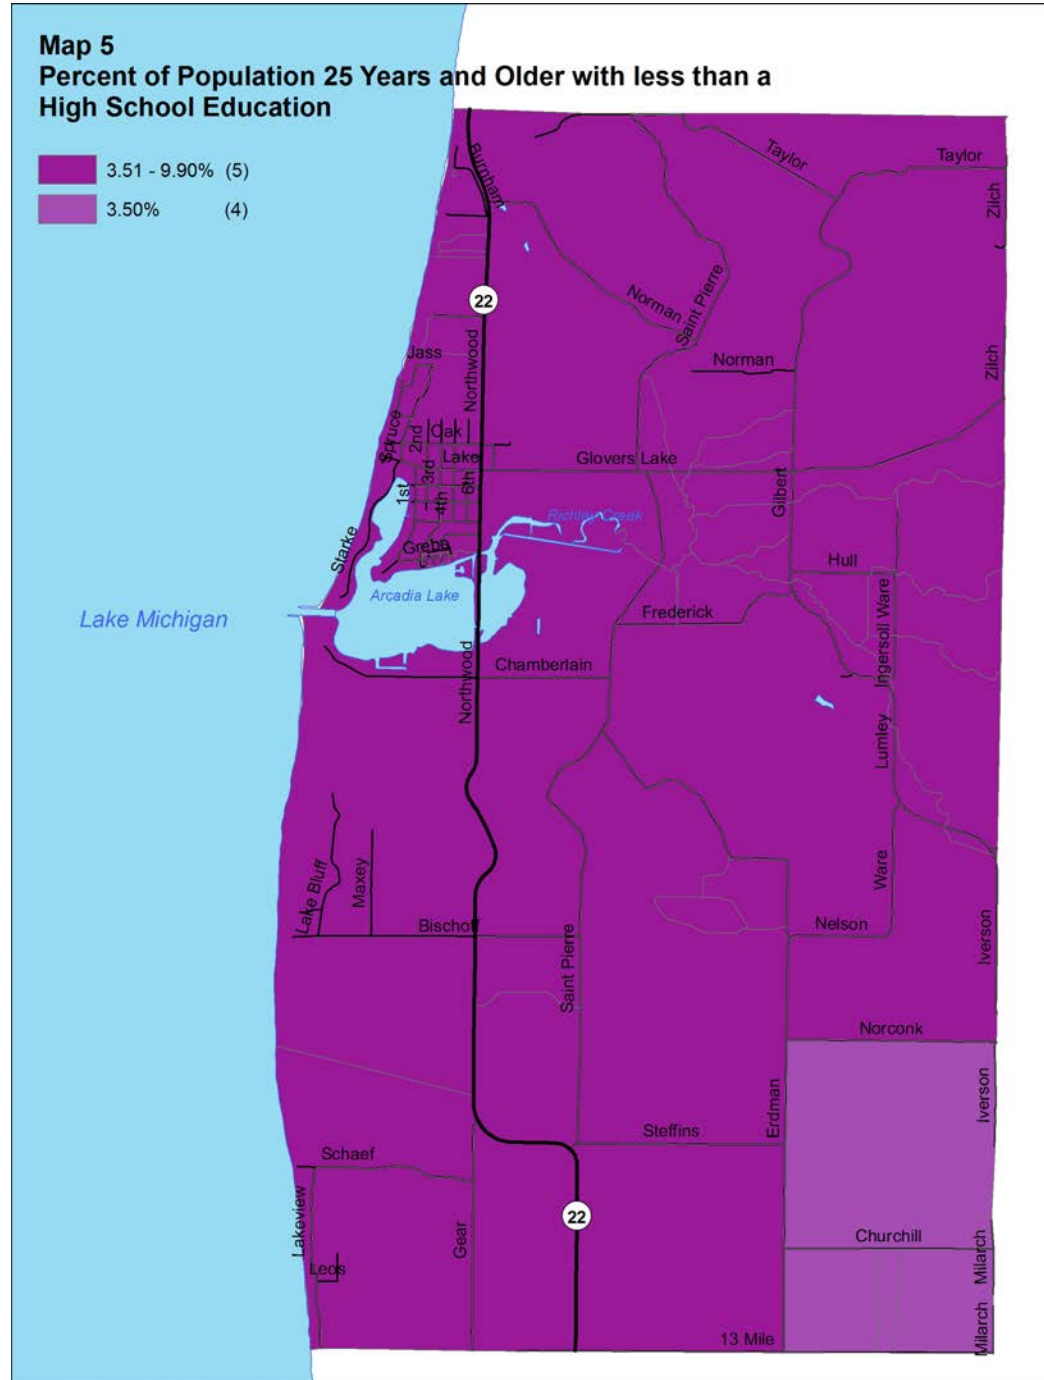 Map 5
Percent of Population 25 Years and Older with less than a
High School Education
3.51 - 9.90% (5)
3.50% (4)
Burnham
Taylor
Taylor
Zilch
22
Norman
Saint Pierre
Jass
Northwood
Norman
Zilch
Spruce
2nd
Oak
Lake
3rd
6th
1st
4th
Glovers Lake
Gilbert
Richley Creek
Starke
Grebe
Hull
Arcadia Lake
Lake Michigan
Frederick
Ingersoll Ware
Northwood
Chamberlain
Lumley
Lake Bluff
Maxey
Ware
Bischoff
Saint Pierre
Nelson
Iverson
Norconk
Erdman
Iverson
Steffins
Schaef
Lakeview
Gear
22
Churchill
Leos
Milarch
13 Mile
Milarch